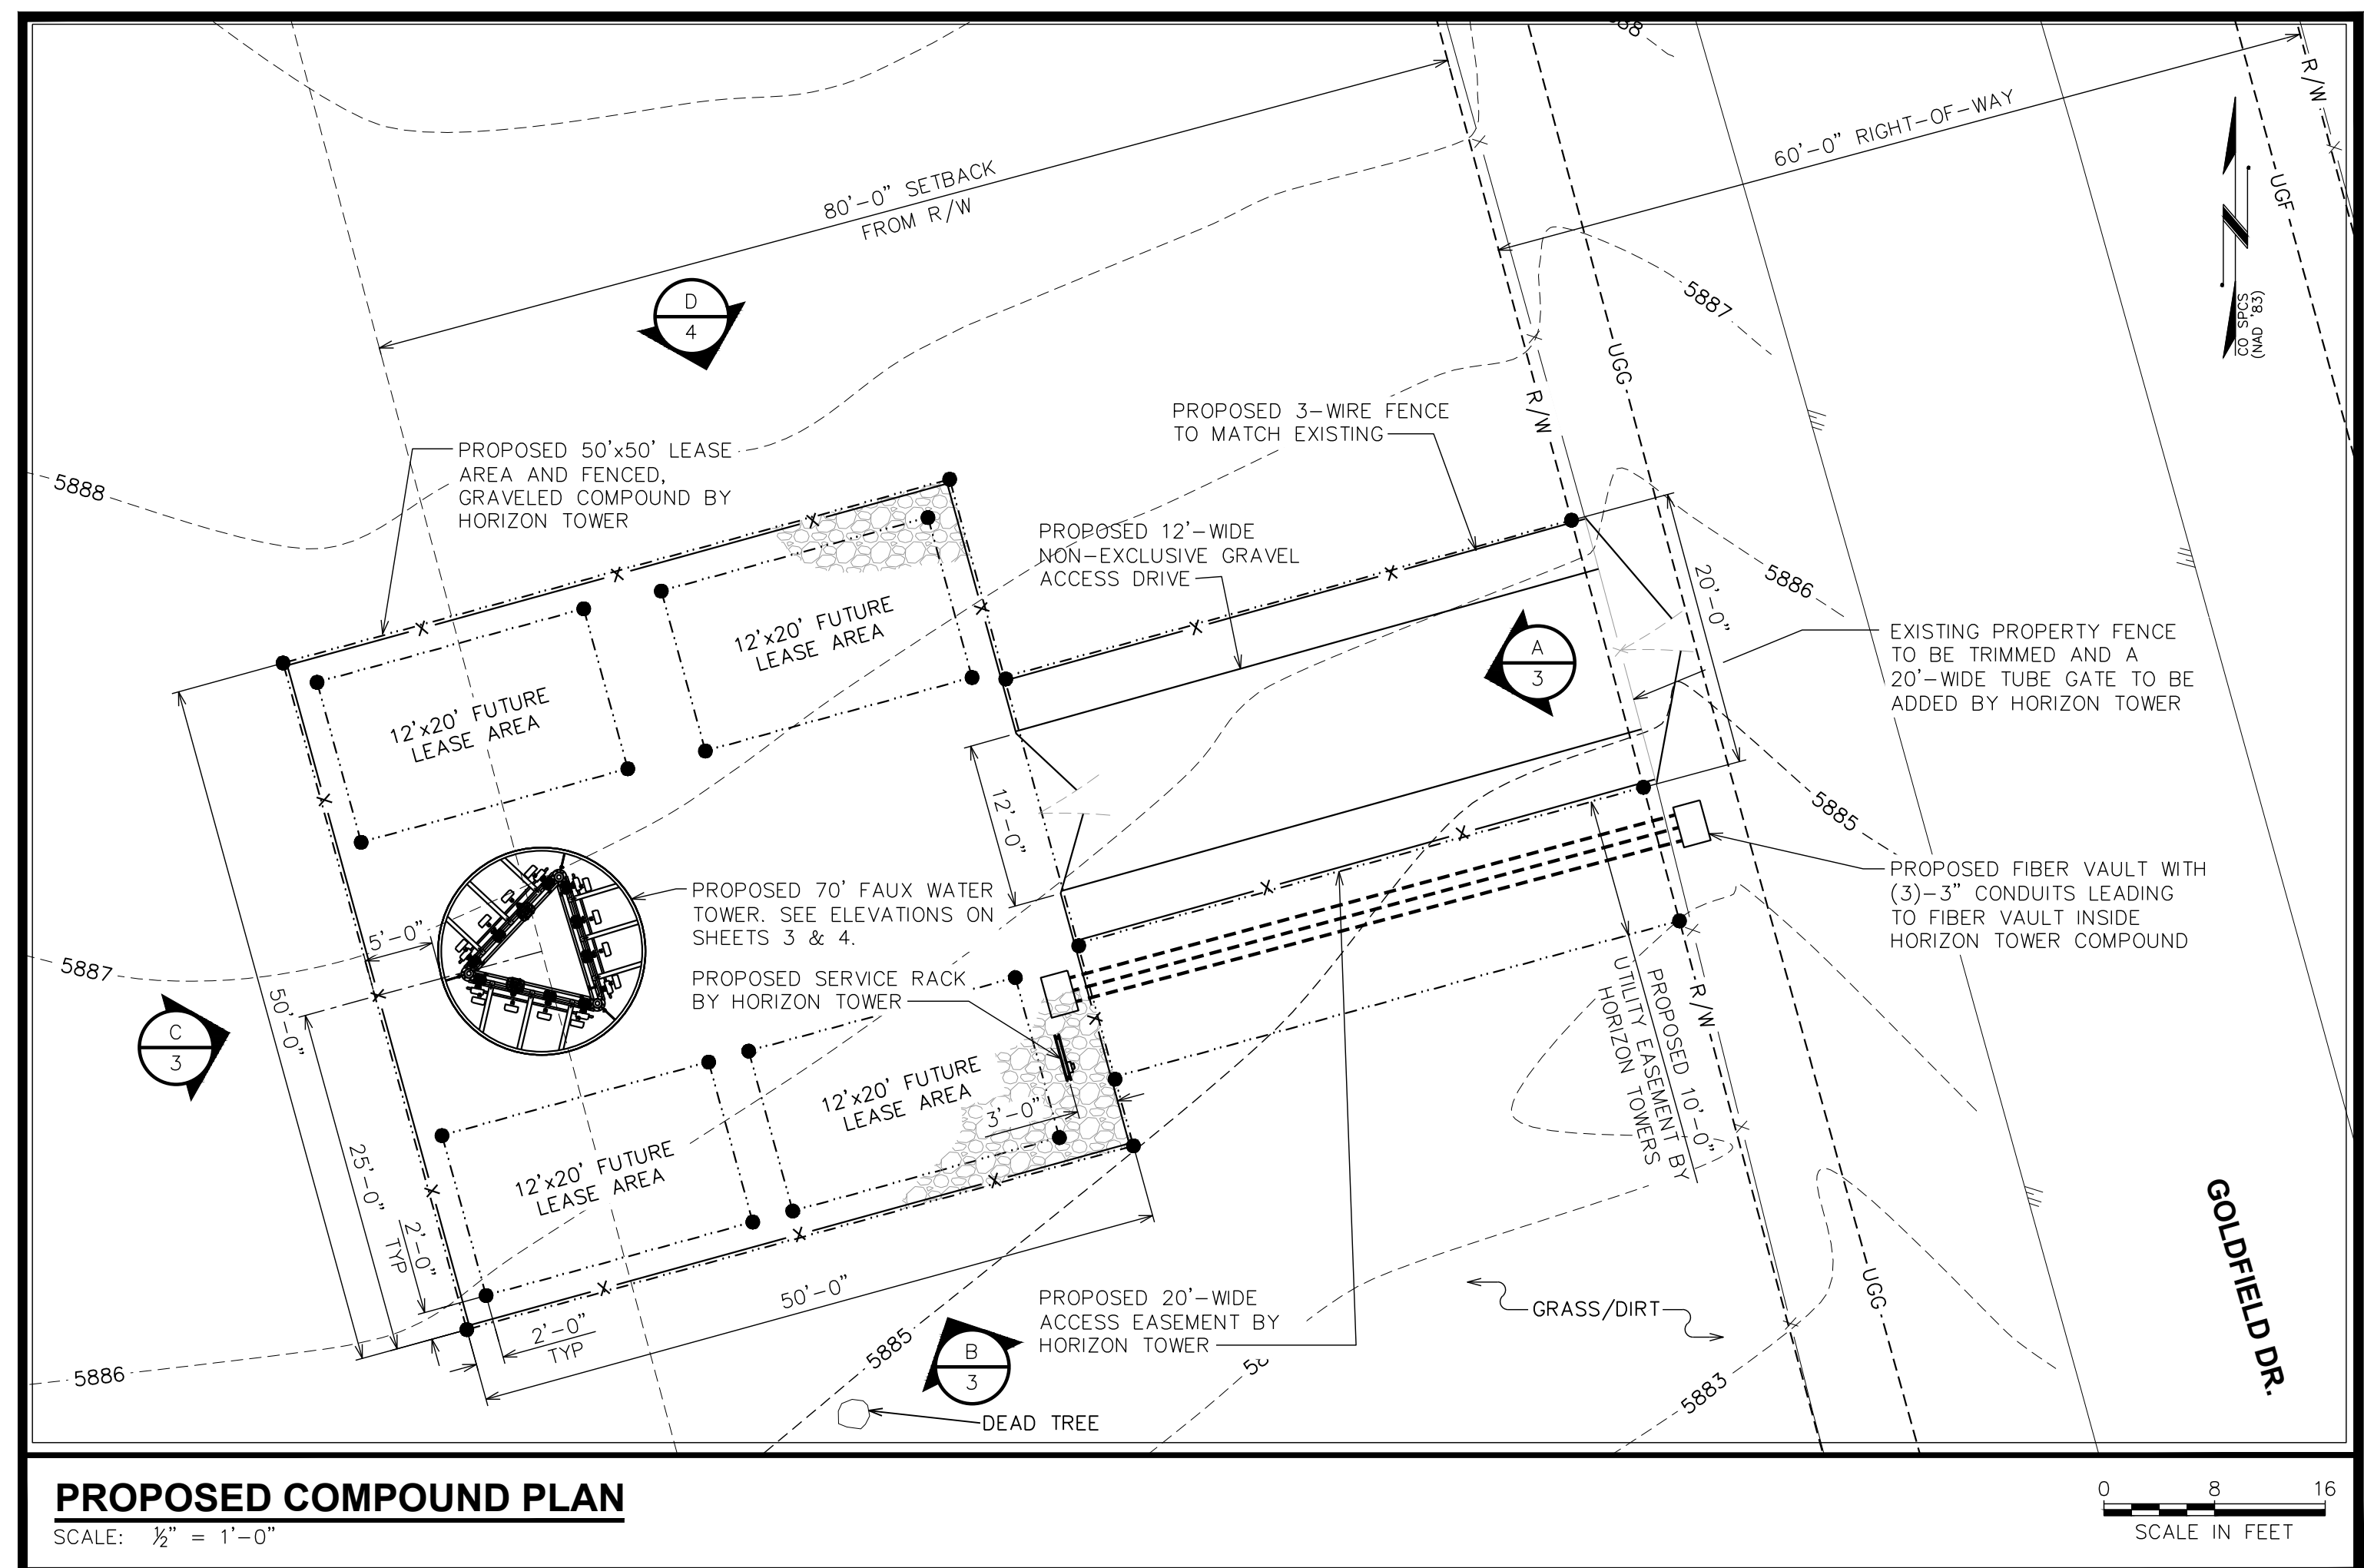 80'-0" SETBACK
FROM R/W
60'-0" RIGHT-OF-WAY
R/W
UGF
CO SPCS
(NAD '83)
D
4
5887
UGG
R/W
PROPOSED 3-WIRE FENCE
TO MATCH EXISTING
PROPOSED 50'x50' LEASE
AREA AND FENCED,
GRAVELED COMPOUND BY
HORIZON TOWER
5888
PROPOSED 12'-WIDE
NON-EXCLUSIVE GRAVEL
ACCESS DRIVE
5886
20'-0"
12'x20' FUTURE
LEASE AREA
12'x20' FUTURE
LEASE AREA
A
3
EXISTING PROPERTY FENCE
TO BE TRIMMED AND A
20'-WIDE TUBE GATE TO BE
ADDED BY HORIZON TOWER
12'-0"
5885
PROPOSED FIBER VAULT WITH
(3)-3" CONDUITS LEADING
TO FIBER VAULT INSIDE
HORIZON TOWER COMPOUND
PROPOSED 70' FAUX WATER
TOWER. SEE ELEVATIONS ON
SHEETS 3 & 4.
5'-0"
5887
PROPOSED SERVICE RACK
BY HORIZON TOWER
50'-0"
C
3
R/W
PROPOSED 10'-0"
UTILITY EASEMENT BY
HORIZON TOWERS
12'x20' FUTURE
LEASE AREA
3'-0"
12'x20' FUTURE
LEASE AREA
25'-0"
2'-0"
TYP
2'-0"
TYP
50'-0"
PROPOSED 20'-WIDE
ACCESS EASEMENT BY
HORIZON TOWER
GRASS/DIRT
UGG
GOLDFIELD DR.
5885
B
3
5886
5883
DEAD TREE
PROPOSED COMPOUND PLAN
SCALE: ½" = 1'-0"
0 8 16
SCALE IN FEET